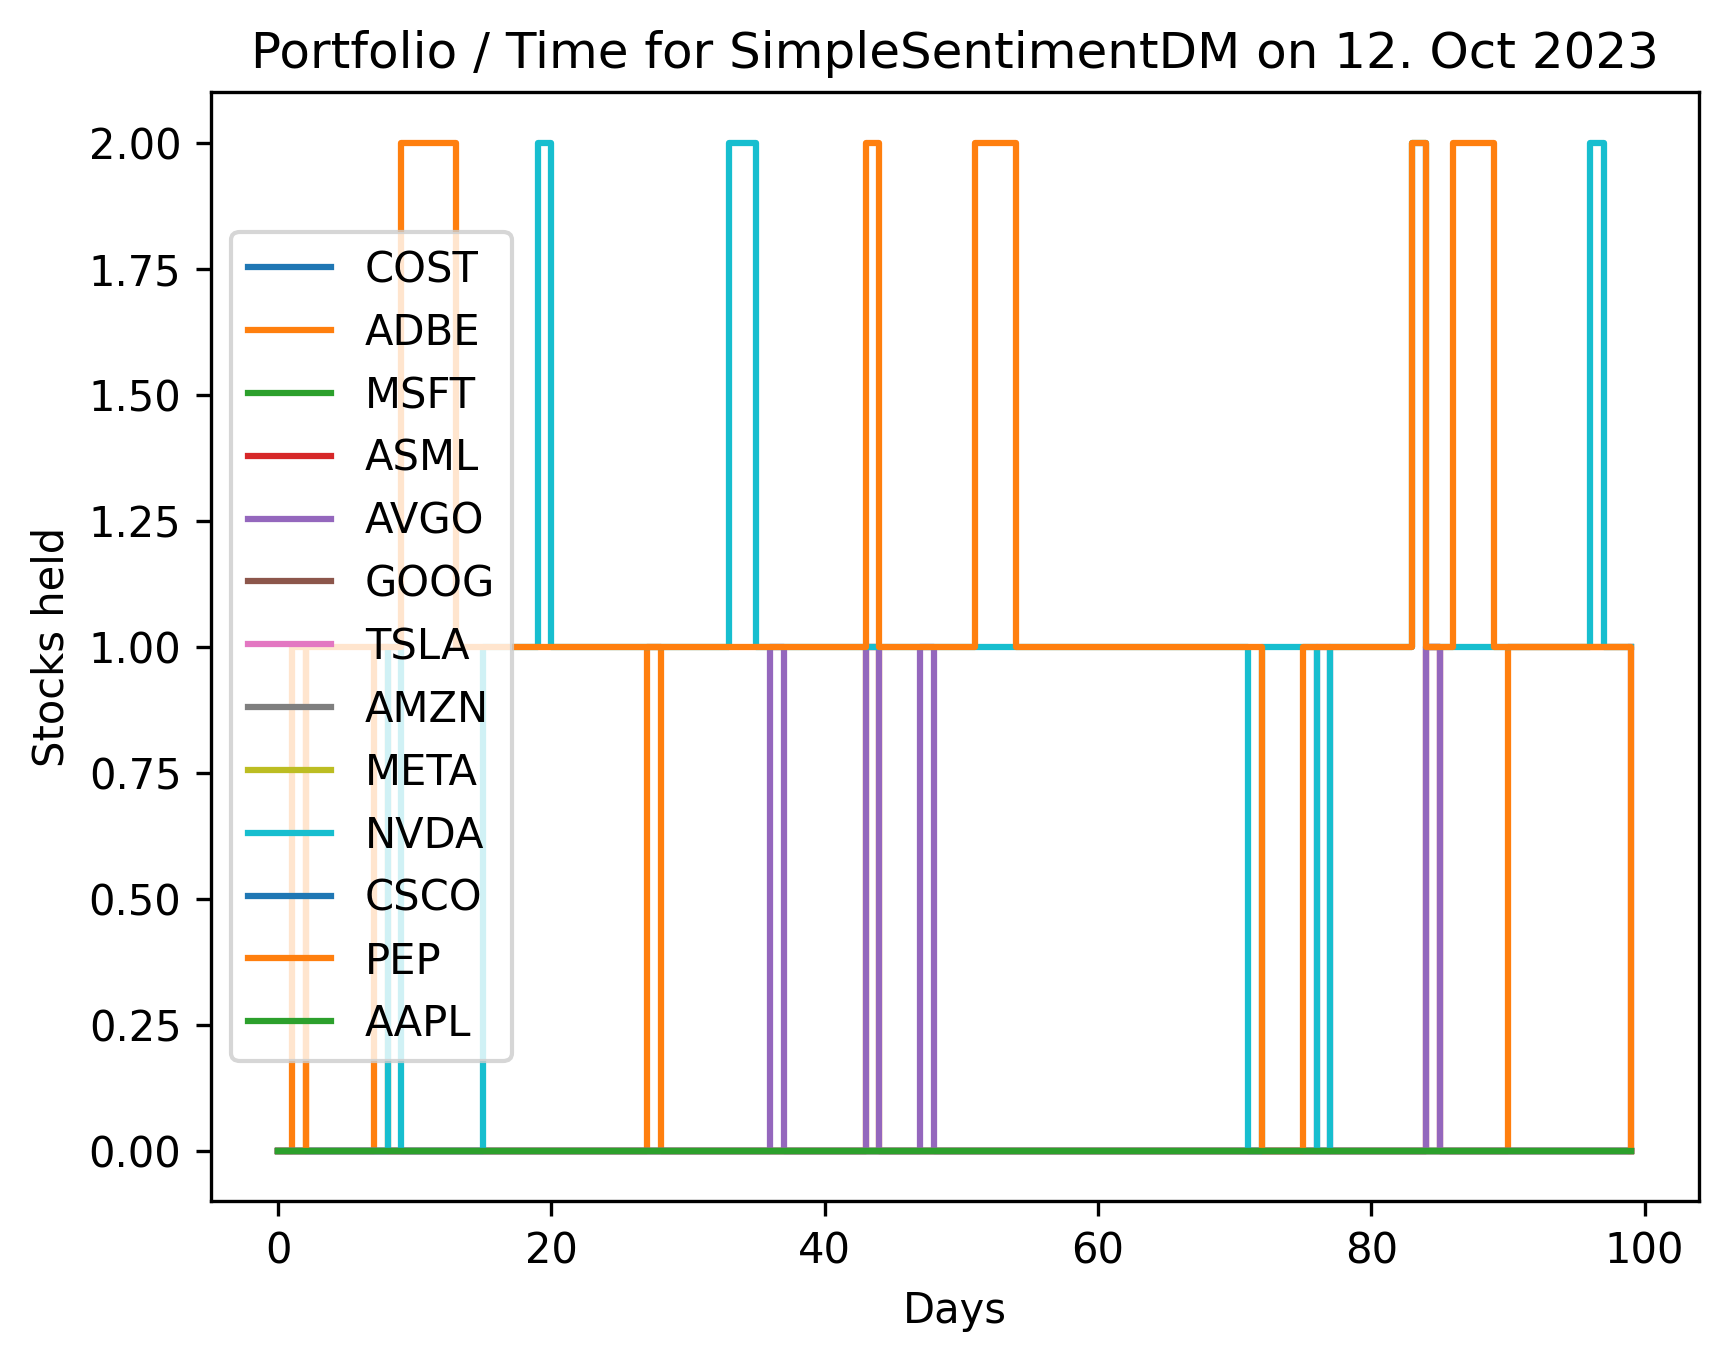 Portfolio / Time for SimpleSentimentDM on 12. Oct 2023
2.00
1.75
1.50
1.25
1.00
0.75
0.50
0.25
0.00
Stocks held
COST
ADBE
MSFT
ASML
AVGO
GOOG
TSLA
AMZN
META
NVDA
CSCO
PEP
AAPL
0 20 40 60 80 100
Days